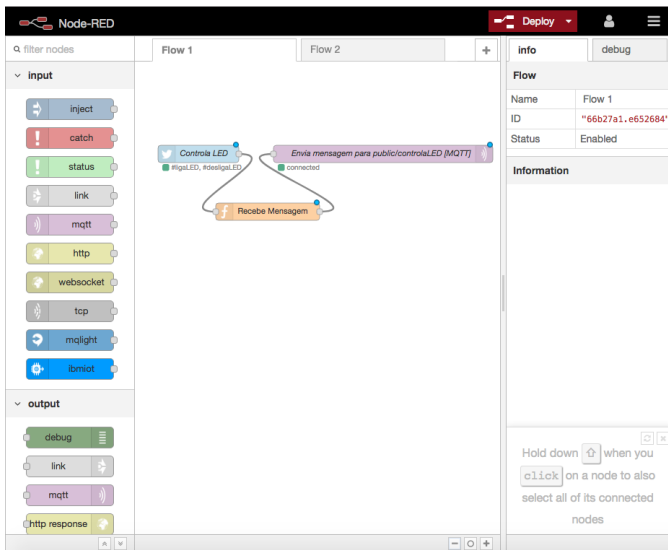 Node-RED
Deploy
filter nodes
Flow 1
Flow 2
+
info
debug
input
inject
catch
status
link
mqtt
http
websocket
tcp
mqlight
ibmiot
output
debug
link
mqtt
http response
Controla LED
#ligaLED, #desligaLED
Envia mensagem para public/controlaLED [MQTT]
connected
Recebe Mensagem
Flow
Name Flow 1
ID "66b27a1.e652684"
Status Enabled
Information
Hold down ⇧ when you
click on a node to also
select all of its connected
nodes